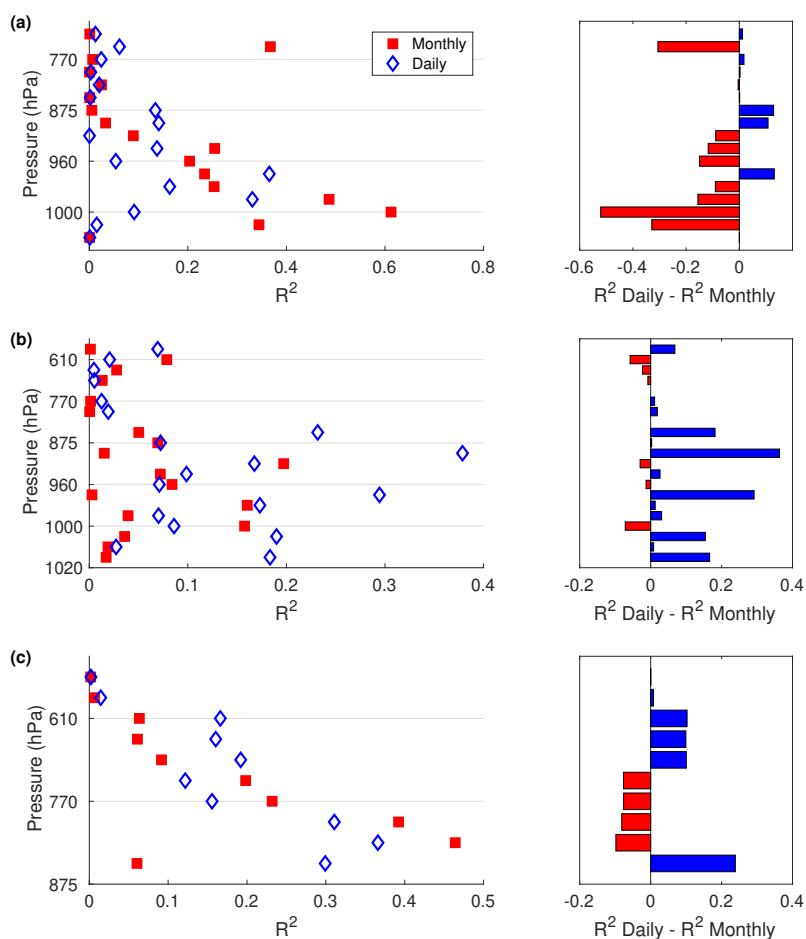 (a)
Pressure (hPa)
770
875
960
1000
0
0.2
0.4
0.6
0.8
R²
Monthly
Daily
-0.6
-0.4
-0.2
0
R² Daily - R² Monthly
(b)
Pressure (hPa)
610
770
875
960
1000
1020
0
0.1
0.2
0.3
0.4
R²
-0.2
0
0.2
0.4
R² Daily - R² Monthly
(c)
Pressure (hPa)
610
770
875
0
0.1
0.2
0.3
0.4
0.5
R²
-0.2
0
0.2
0.4
R² Daily - R² Monthly